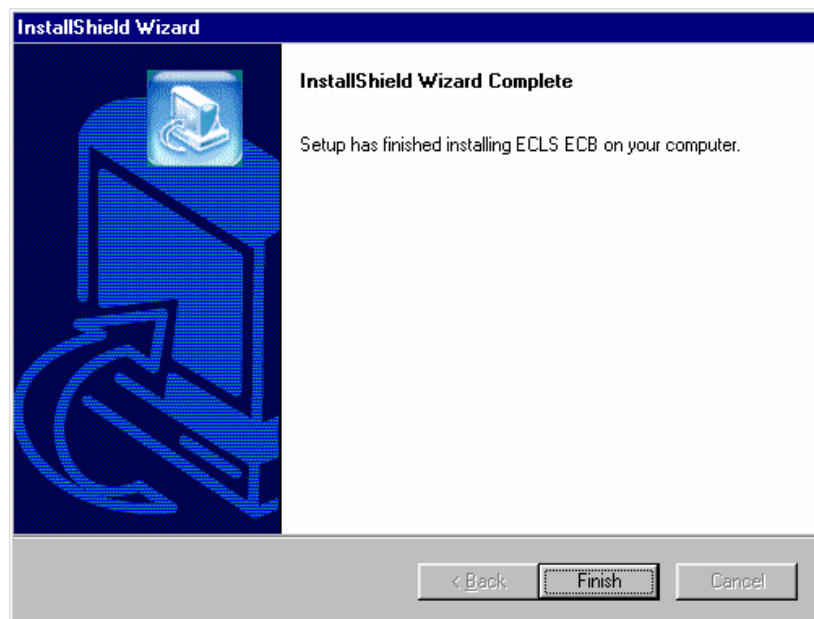 InstallShield Wizard
InstallShield Wizard Complete
Setup has finished installing ECLS ECB on your computer.
< Back
Finish
Cancel